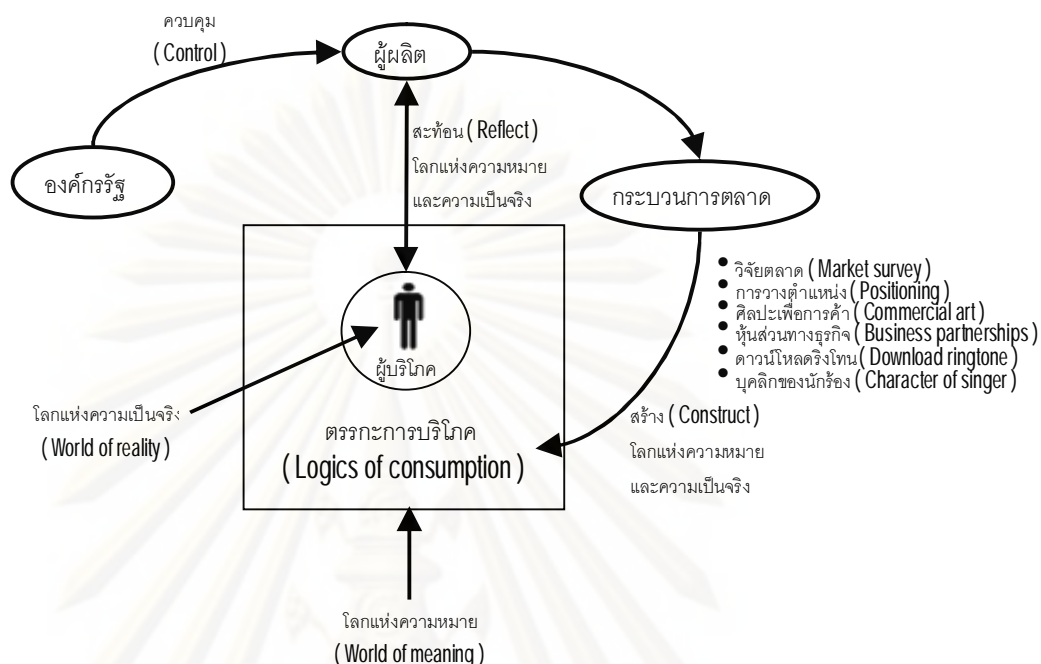 ควบคุม
( Control )
ผู้ผลิต
สะท้อน ( Reflect )
โลกแห่งความหมาย
และความเป็นจริง
องค์กรรัฐ
กระบวนการตลาด
• วิจัยตลาด ( Market survey )
• การวางตำแหน่ง ( Positioning )
• ศิลปะเพื่อการค้า ( Commercial art )
• หุ้นส่วนทางธุรกิจ ( Business partnerships )
• ดาวน์โหลดริงโทน ( Download ringtone )
• บุคลิกของนักร้อง ( Character of singer )
ผู้บริโภค
โลกแห่งความเป็นจริง
( World of reality )
ตรรกะการบริโภค
( Logics of consumption )
สร้าง ( Construct )
โลกแห่งความหมาย
และความเป็นจริง
โลกแห่งความหมาย
( World of meaning )